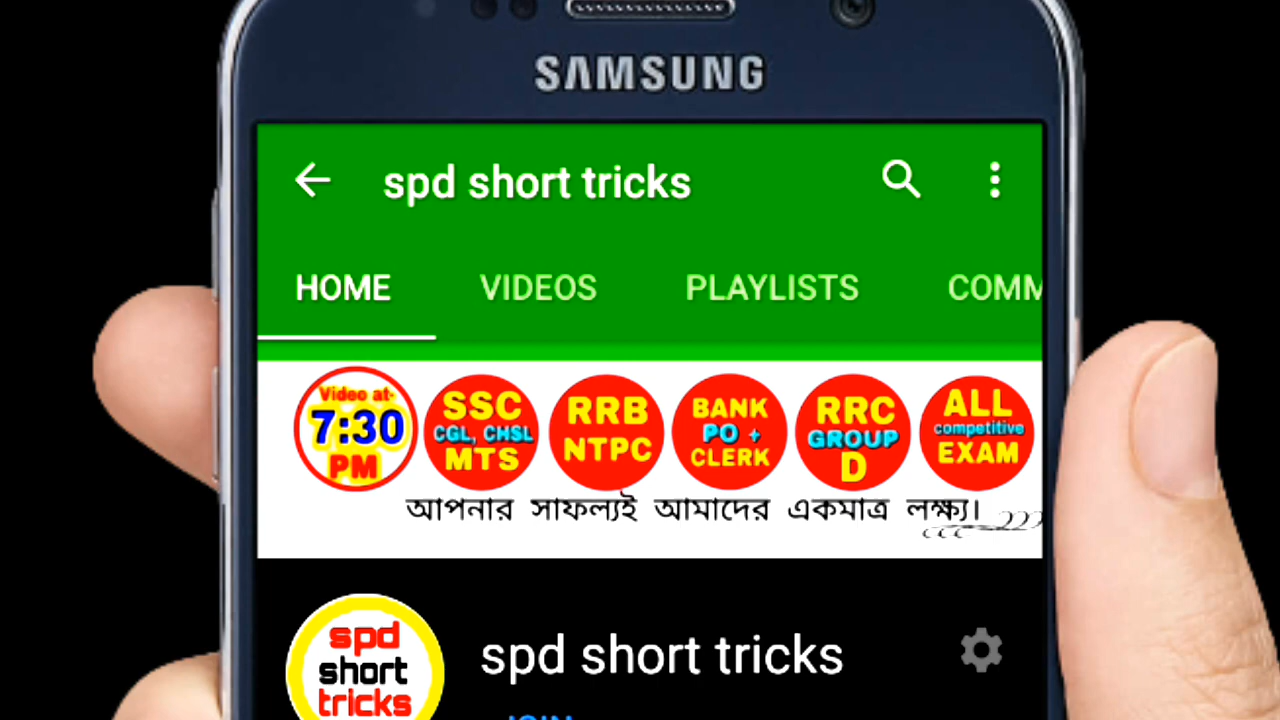 SAMSUNG
spd short tricks
HOME VIDEOS PLAYLISTS COMM
Video at-
7:30
PM
SSC
CGL, CHSL
MTS
RRB
NTPC
BANK
PO +
CLERK
RRC
GROUP
D
ALL
competitive
EXAM
আপনার সাফল্যই আমাদের একমাত্র লক্ষ্য।
spd
short
tricks
spd short tricks
JOIN